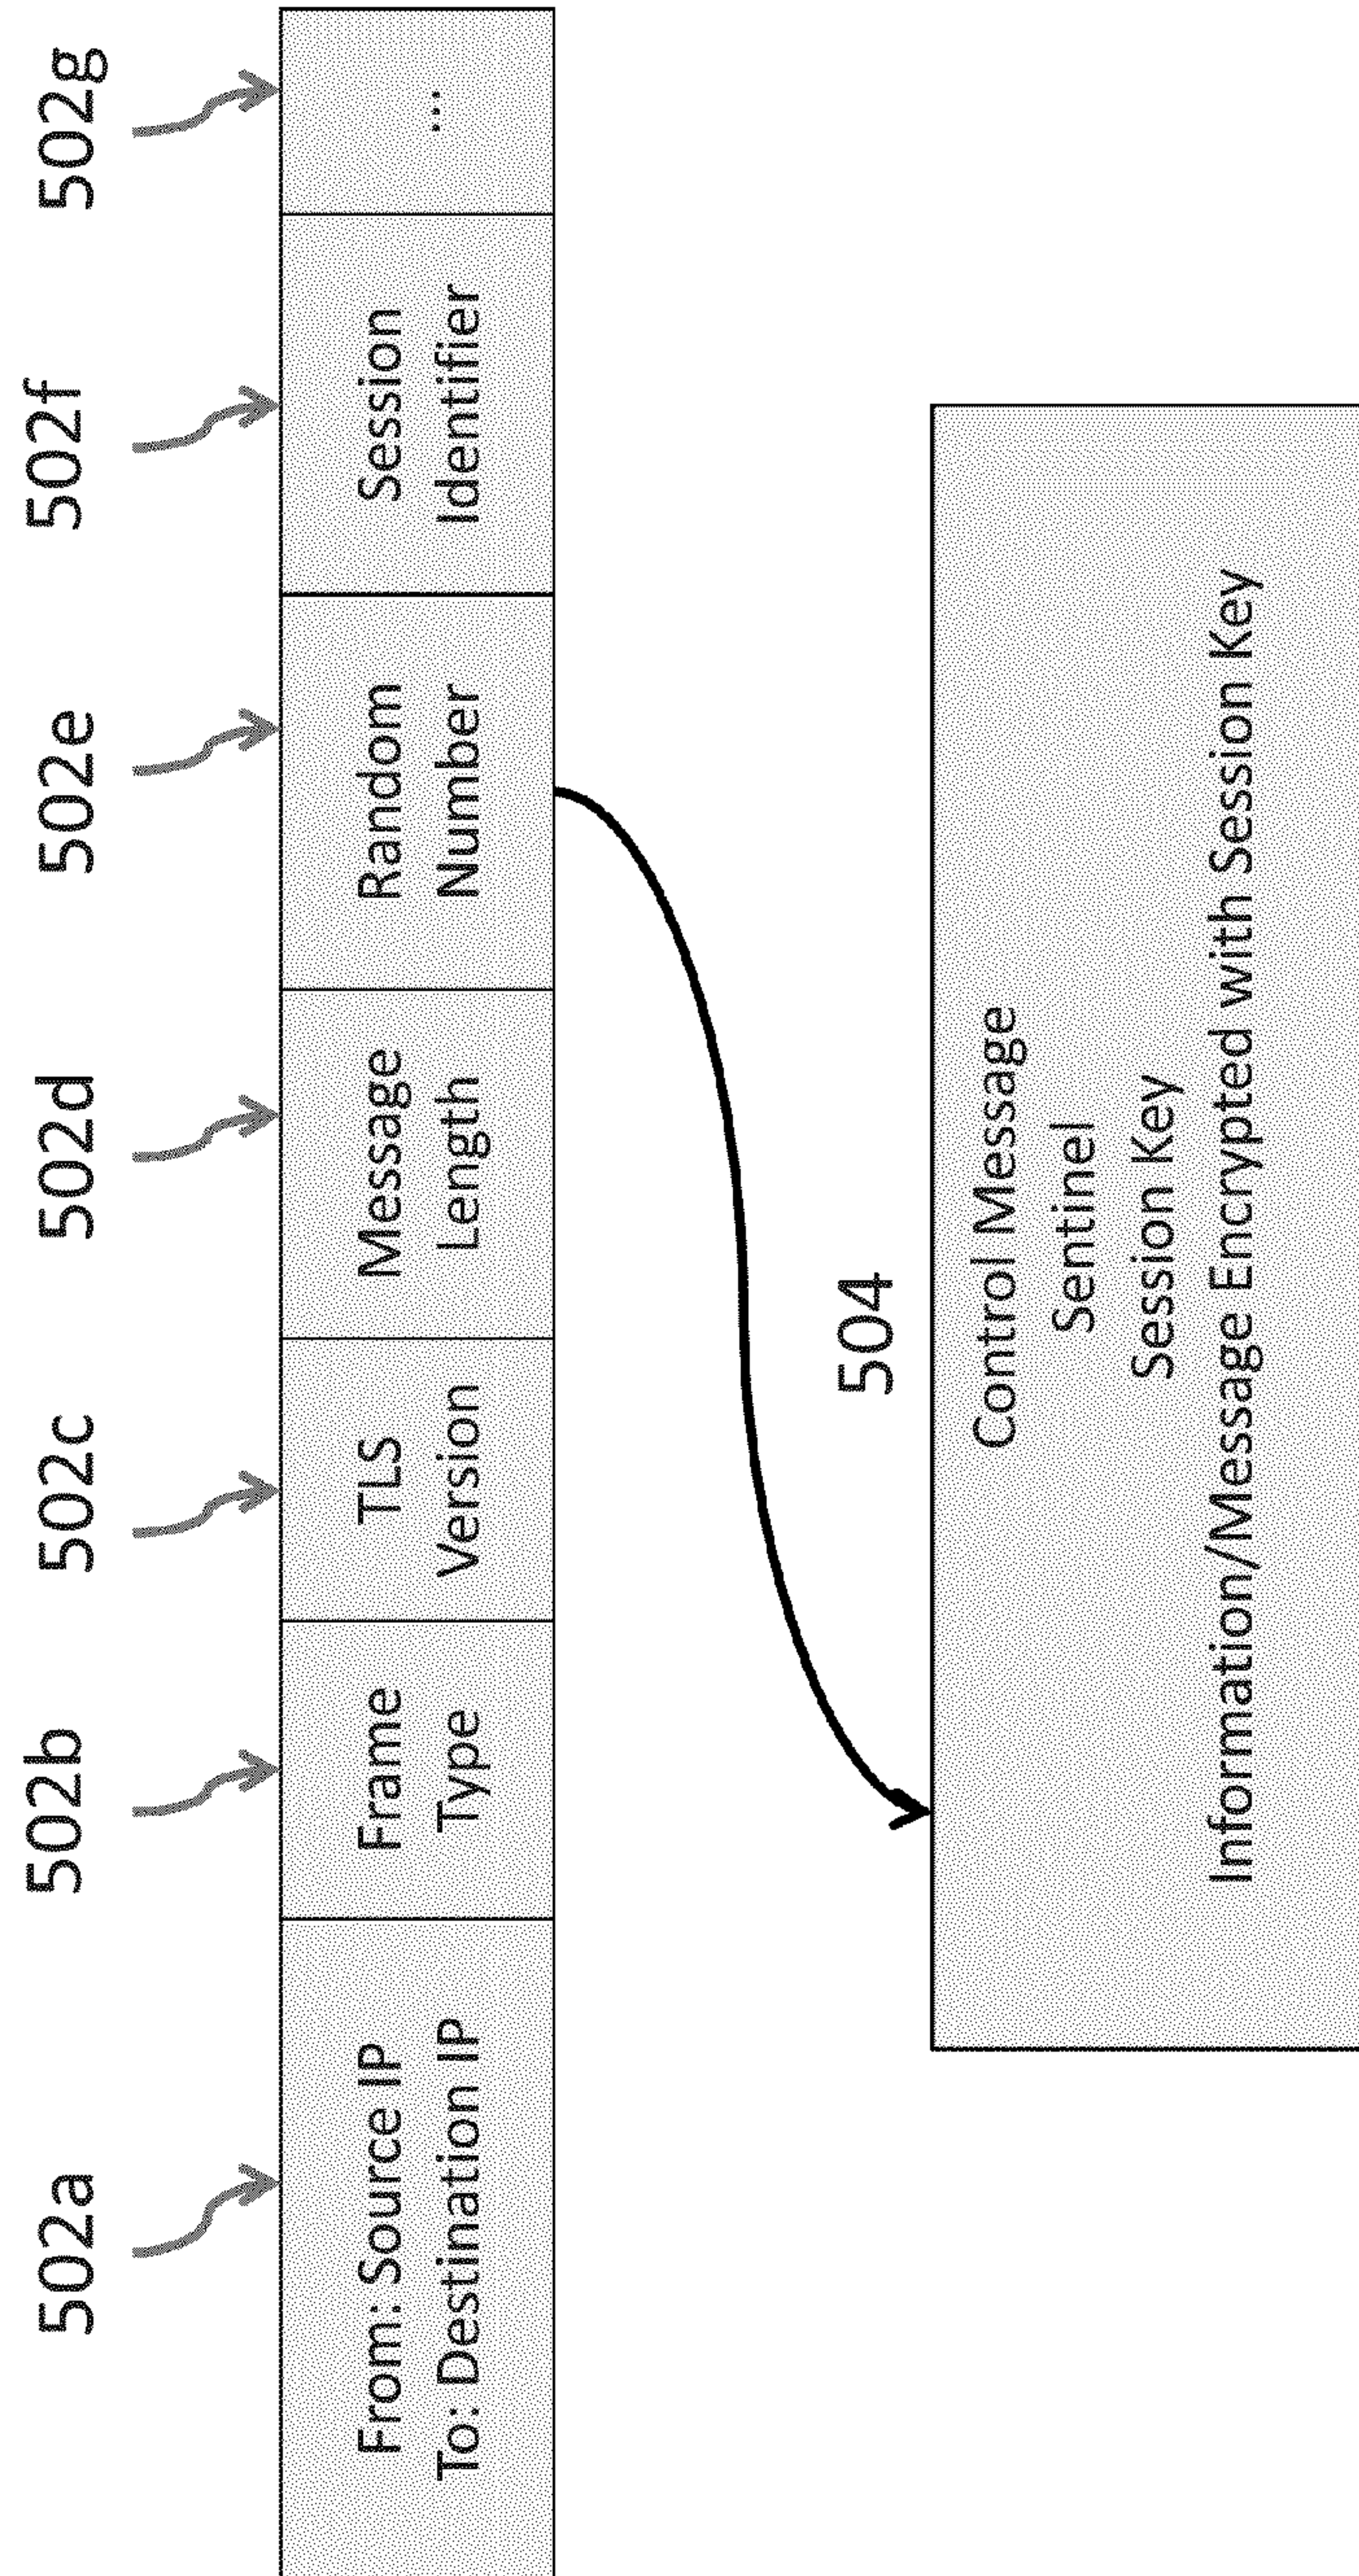 502a
502b
502c
502d
502e
502f
502g
From: Source IP
To: Destination IP
Frame
Type
TLS
Version
Message
Length
Random
Number
Session
Identifier
...
504
Control Message
Sentinel
Session Key
Information/Message Encrypted with Session Key